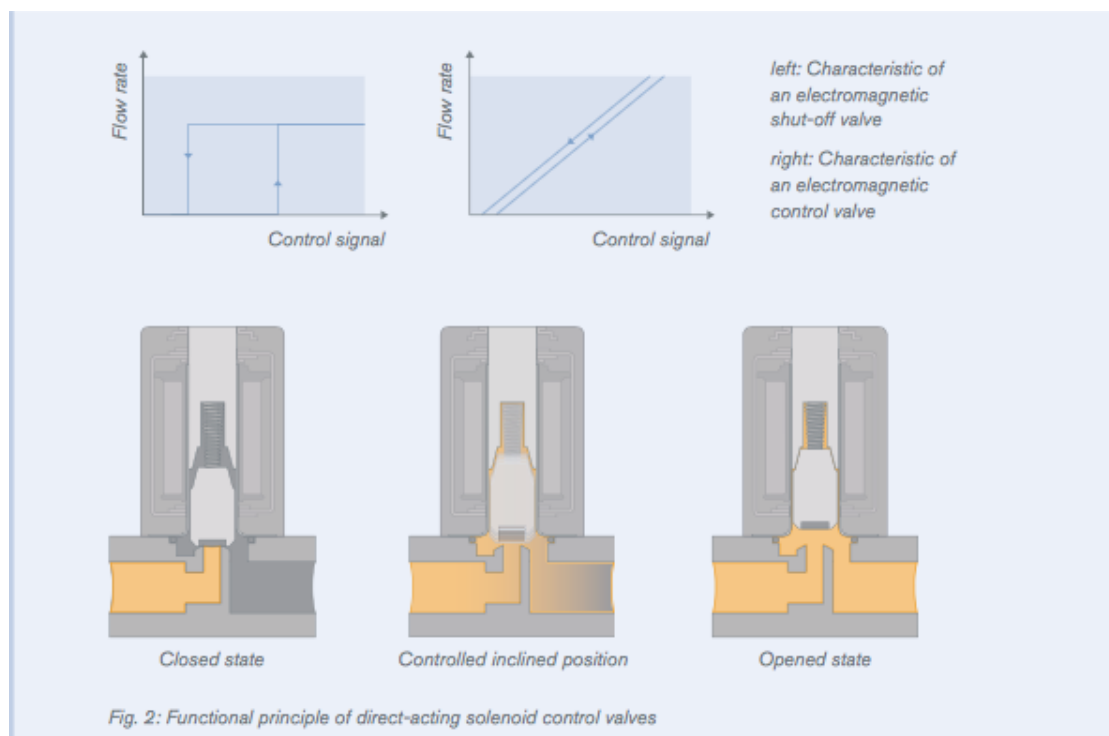 Flow rate
Control signal
Flow rate
Control signal
left: Characteristic of
an electromagnetic
shut-off valve
right: Characteristic of
an electromagnetic
control valve
Closed state
Controlled inclined position
Opened state
Fig. 2: Functional principle of direct-acting solenoid control valves